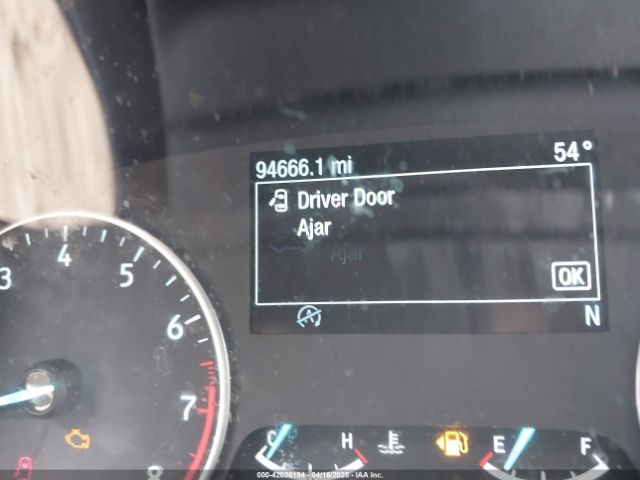 94666.1 mi 54°
Driver Door
Ajar
Ajar
OK
N
3 4 5 6 7
C H E F
000-42026194 - 04/16/2025 - IAA Inc.